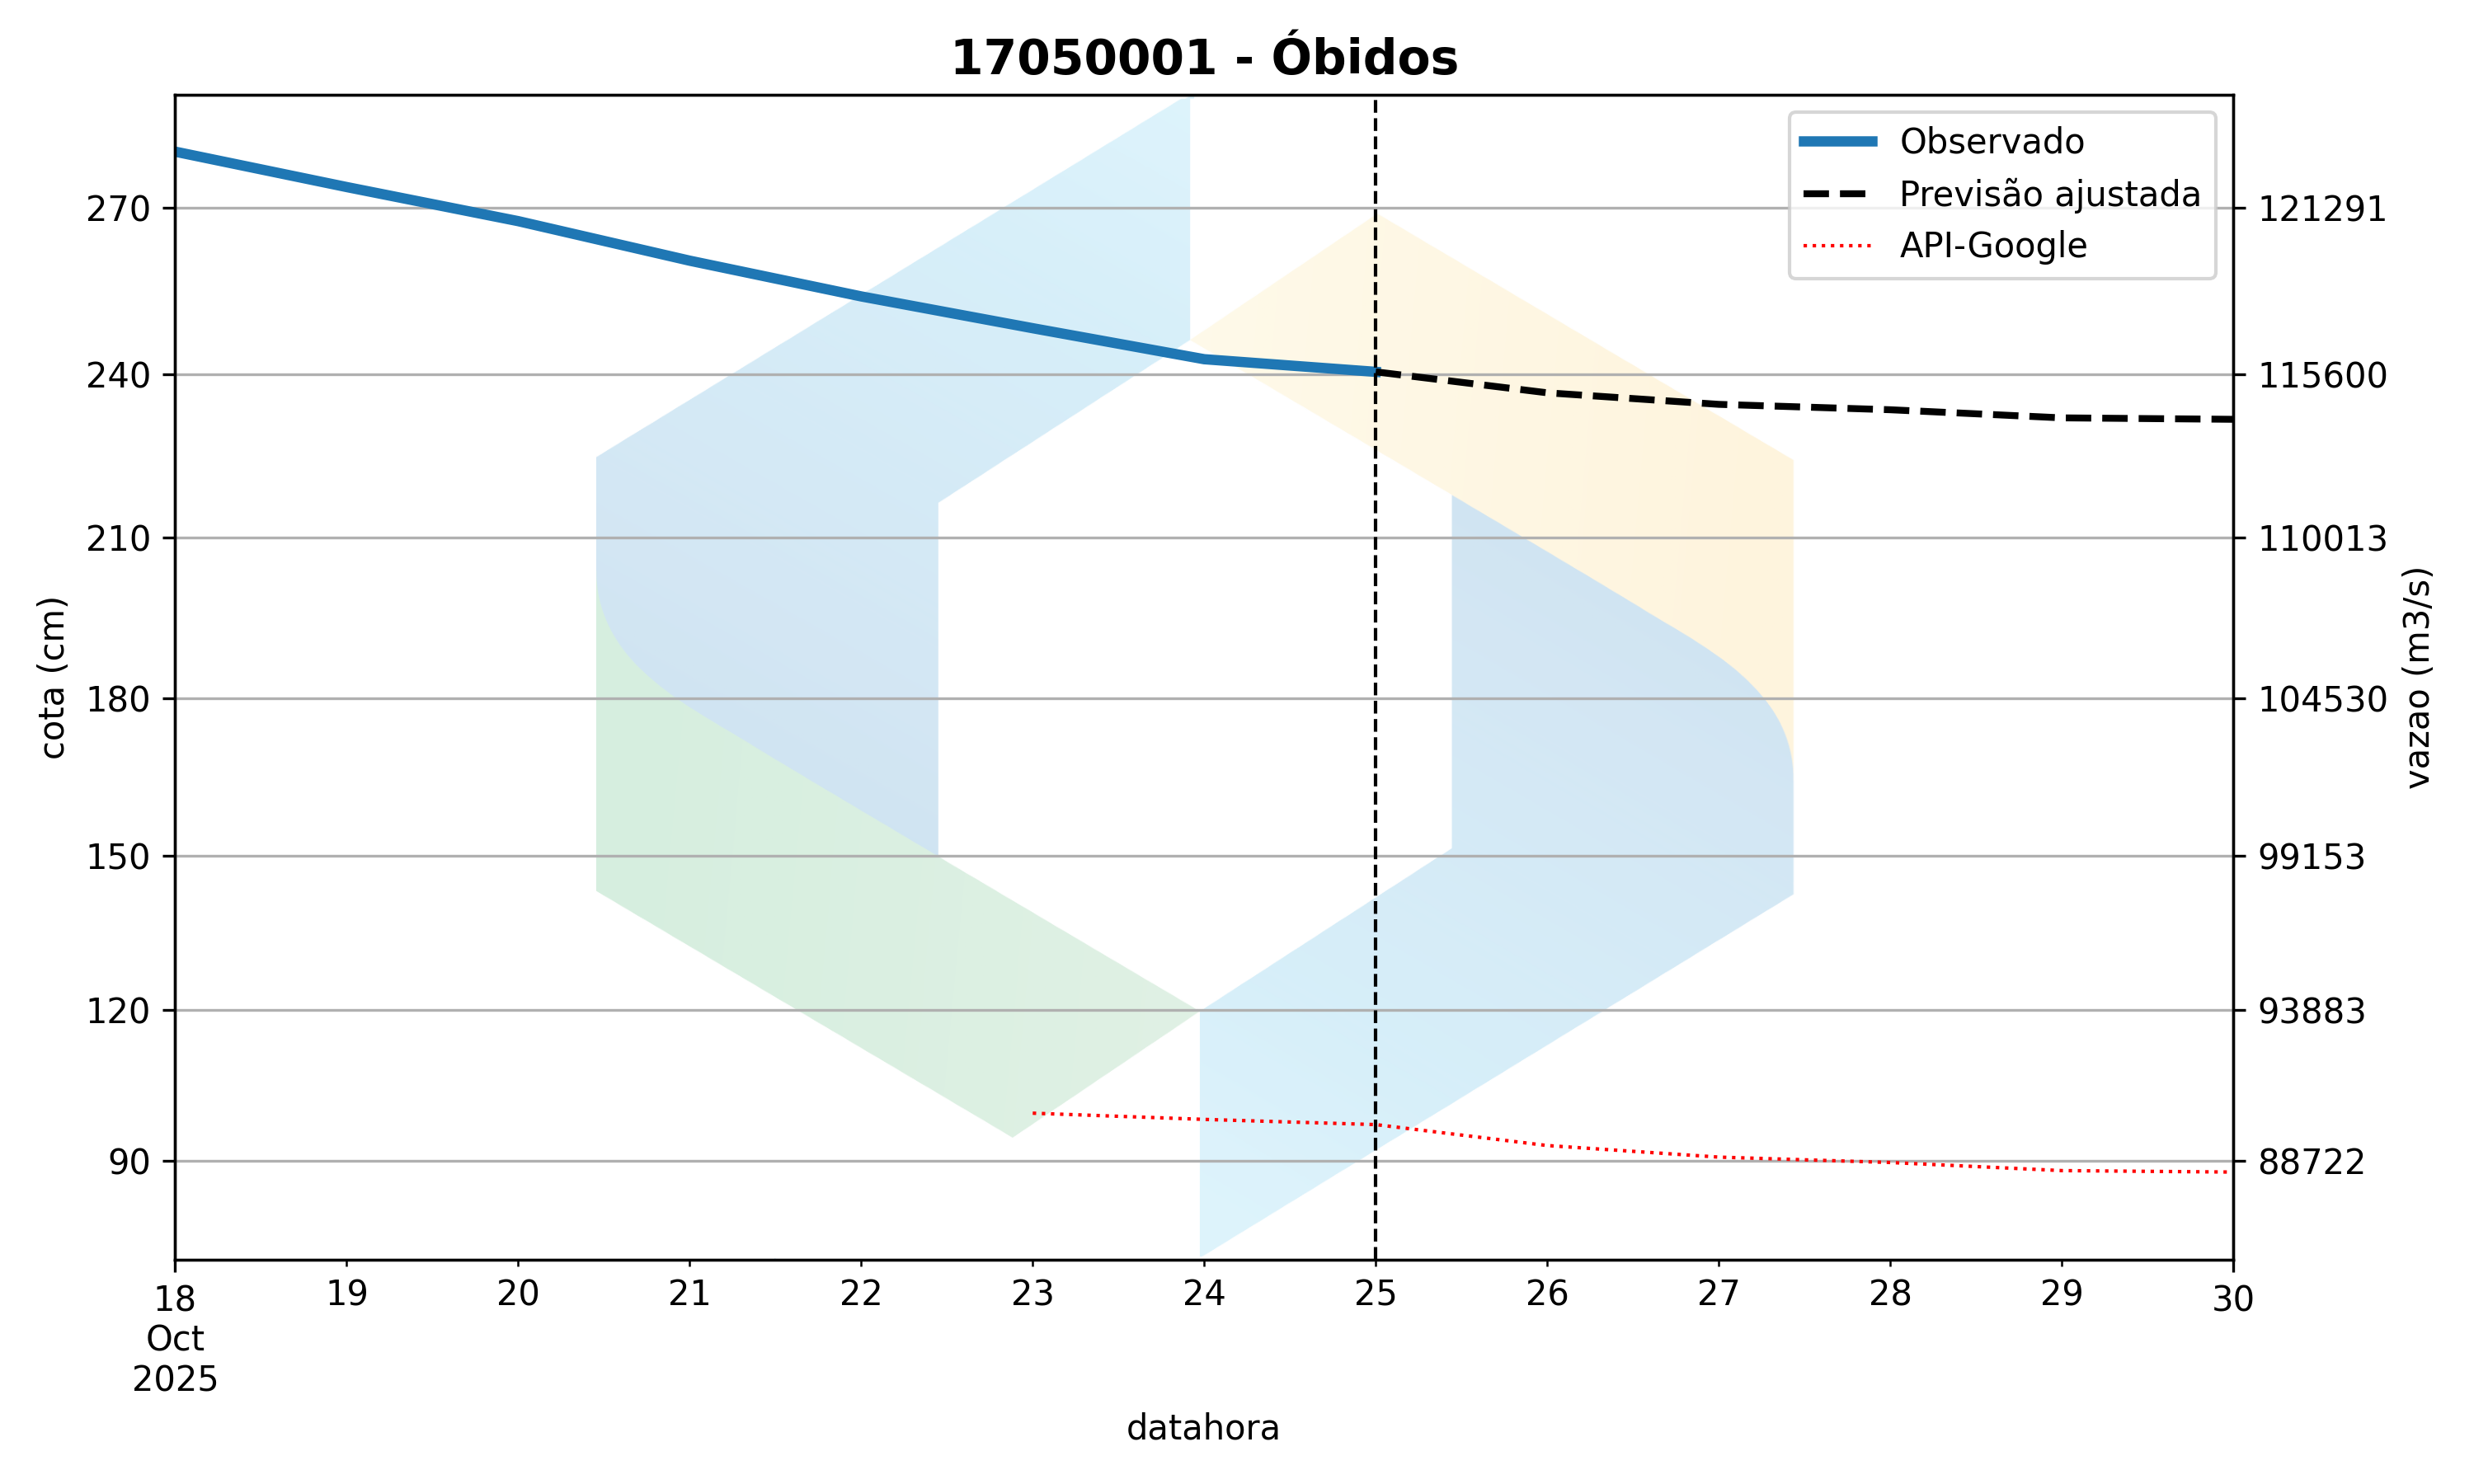 17050001 - Óbidos
Observado
Previsão ajustada
API-Google
270
240
210
180
150
120
90
cota (cm)
121291
115600
110013
104530
99153
93883
88722
vazao (m3/s)
18 19 20 21 22 23 24 25 26 27 28 29 30
Oct
2025
datahora